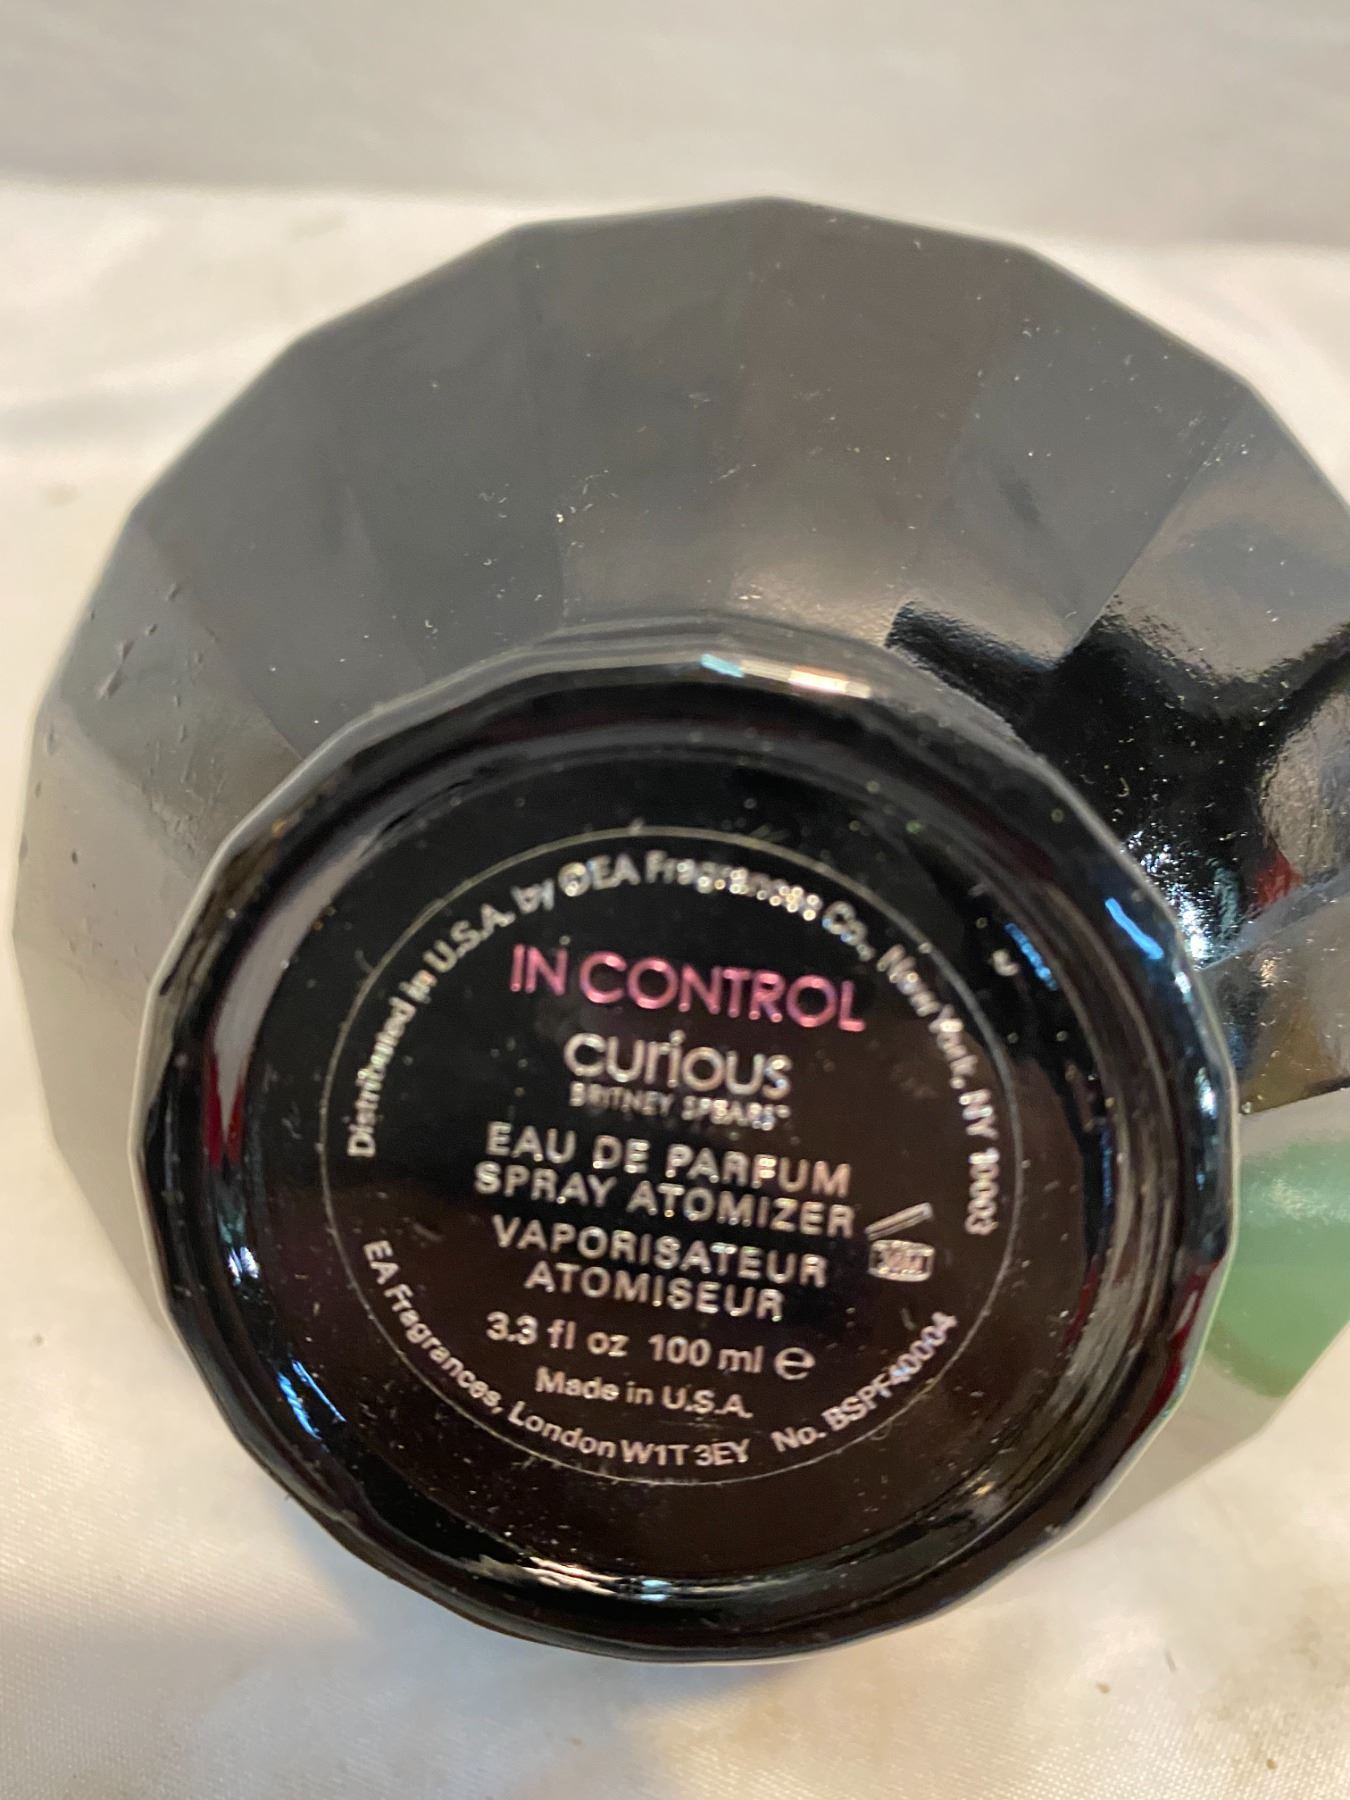 Distributed in U.S.A. by ©EA Fragrances Co., New York, NY 10003
IN CONTROL
curious
BRITNEY SPEARS™
EAU DE PARFUM
SPRAY ATOMIZER
VAPORISATEUR
ATOMISEUR
3.3 fl oz 100 ml ℮
Made in U.S.A.
EA Fragrances, London W1T 3EY No. BSPF40004